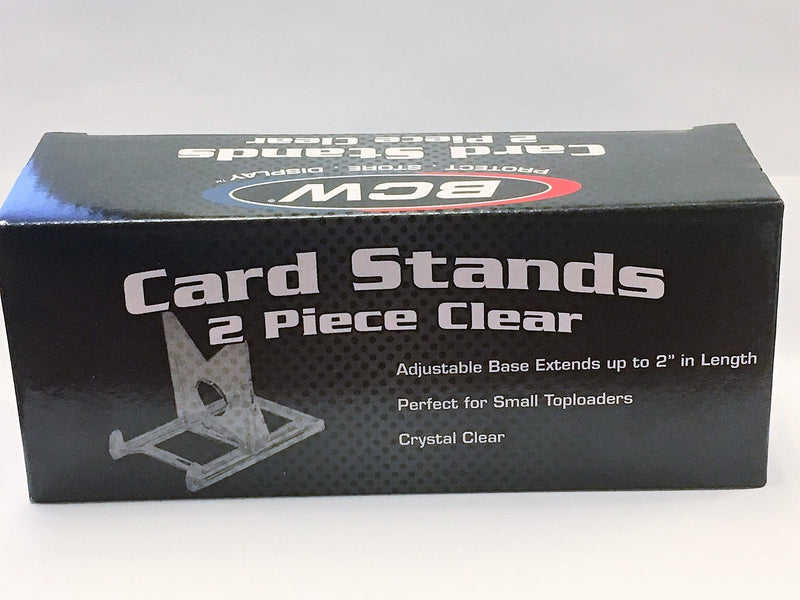 2 Piece Clear
Card Stands
PROTECT . STORE . DISPLAY™
BCW®
Card Stands
2 Piece Clear
Adjustable Base Extends up to 2” in Length
Perfect for Small Toploaders
Crystal Clear